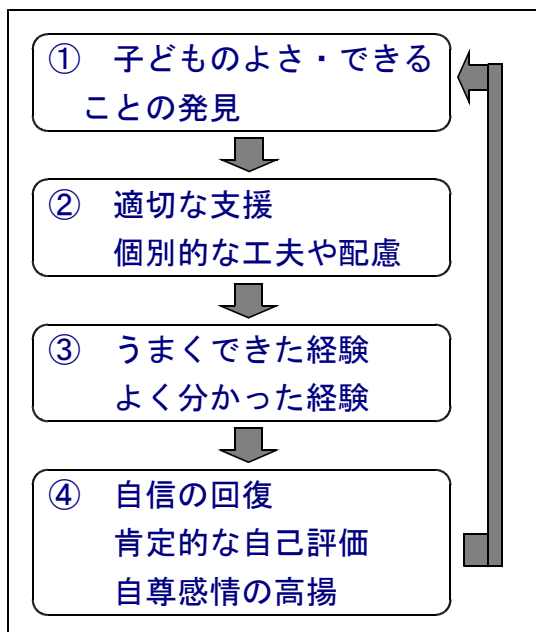 ① 子どものよさ・できる
ことの発見
② 適切な支援
個別的な工夫や配慮
③ うまくできた経験
よく分かった経験
④ 自信の回復
肯定的な自己評価
自尊感情の高揚